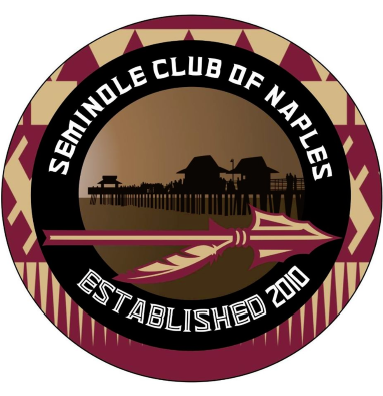 SEMINOLE CLUB OF NAPLES
ESTABLISHED 2010